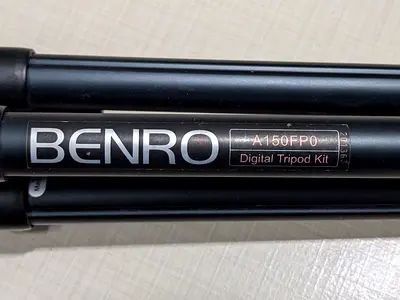 BENRO
A150FP0
Digital Tripod Kit